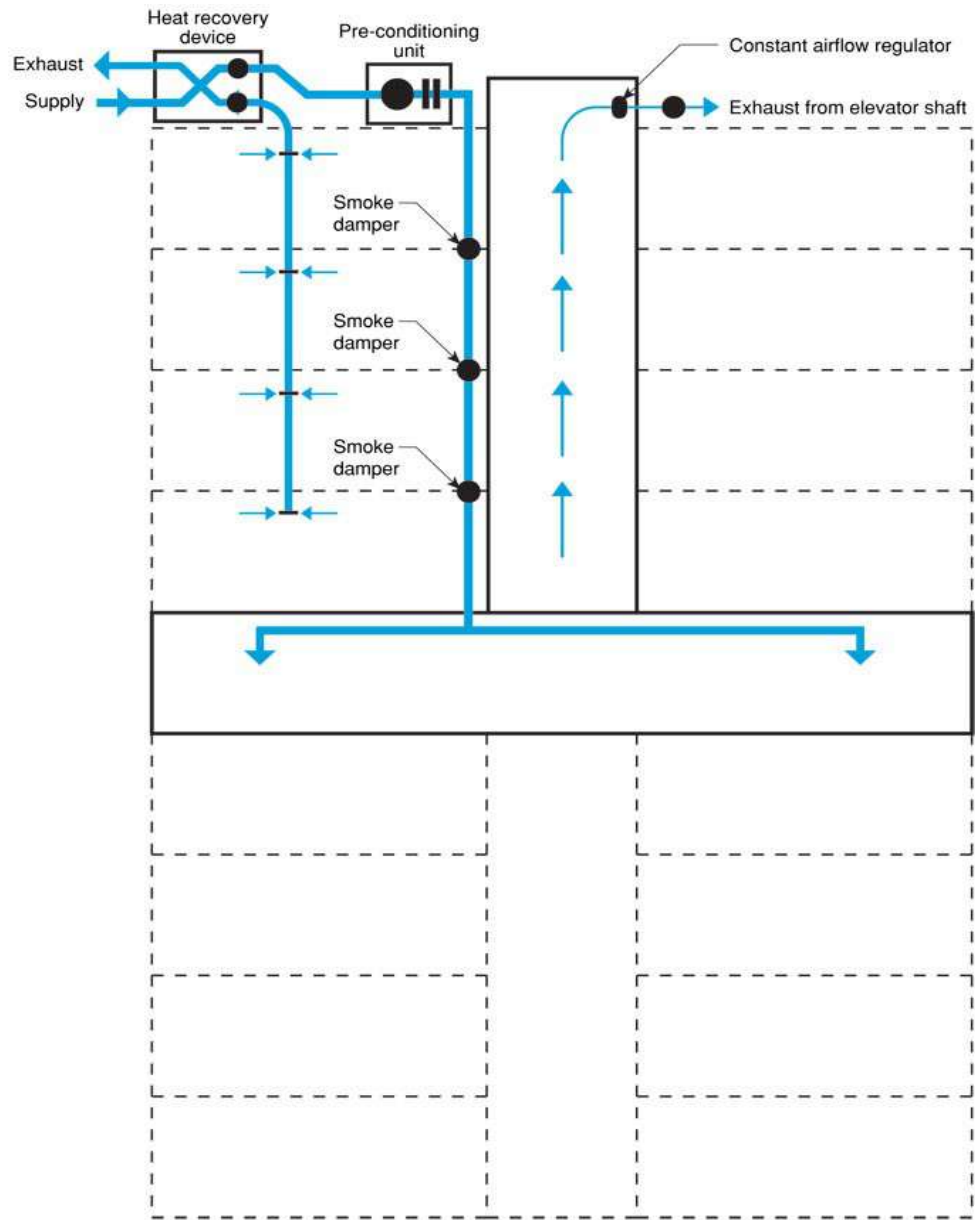 Heat recovery
device
Pre-conditioning
unit
Constant airflow regulator
Exhaust
Supply
Exhaust from elevator shaft
Smoke
damper
Smoke
damper
Smoke
damper